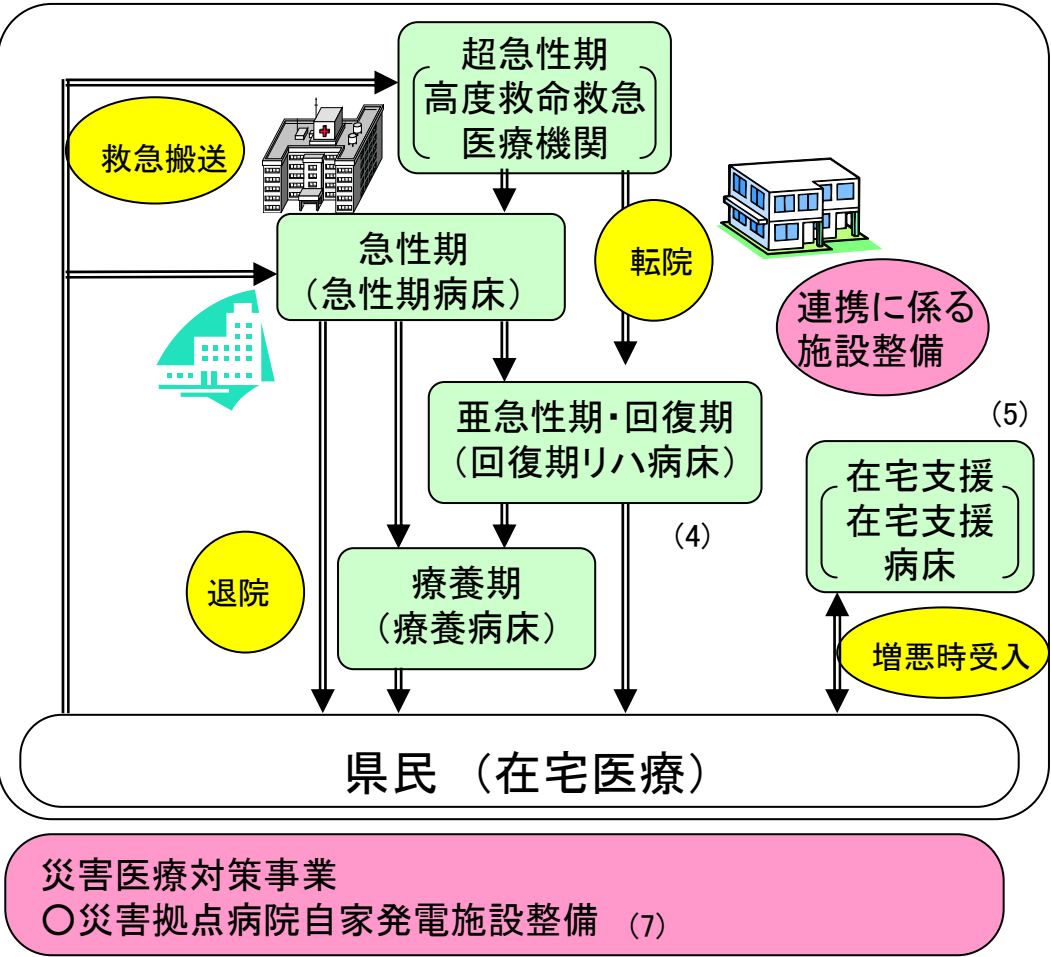 超急性期
高度救命救急
医療機関
救急搬送
急性期
（急性期病床）
転院
連携に係る
施設整備
亜急性期・回復期
（回復期リハ病床）
(5)
在宅支援
在宅支援
病床
(4)
退院
療養期
（療養病床）
増悪時受入
県民 （在宅医療）
災害医療対策事業
○災害拠点病院自家発電施設整備 (7)